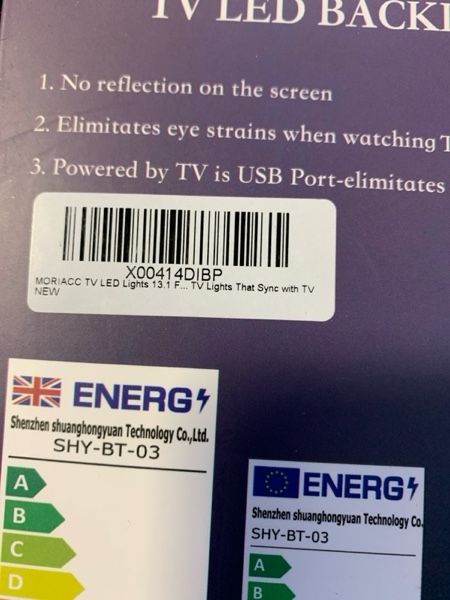 TV LED BACKL
1. No reflection on the screen
2. Elimitates eye strains when watching T
3. Powered by TV is USB Port-elimitates
X00414DIBP
MORIACC TV LED Lights 13.1 F... TV Lights That Sync with TV
NEW
ENERG
Shenzhen shuanghongyuan Technology Co.,Ltd.
SHY-BT-03
A
B
C
D
ENERG
Shenzhen shuanghongyuan Technology Co.
SHY-BT-03
A
B